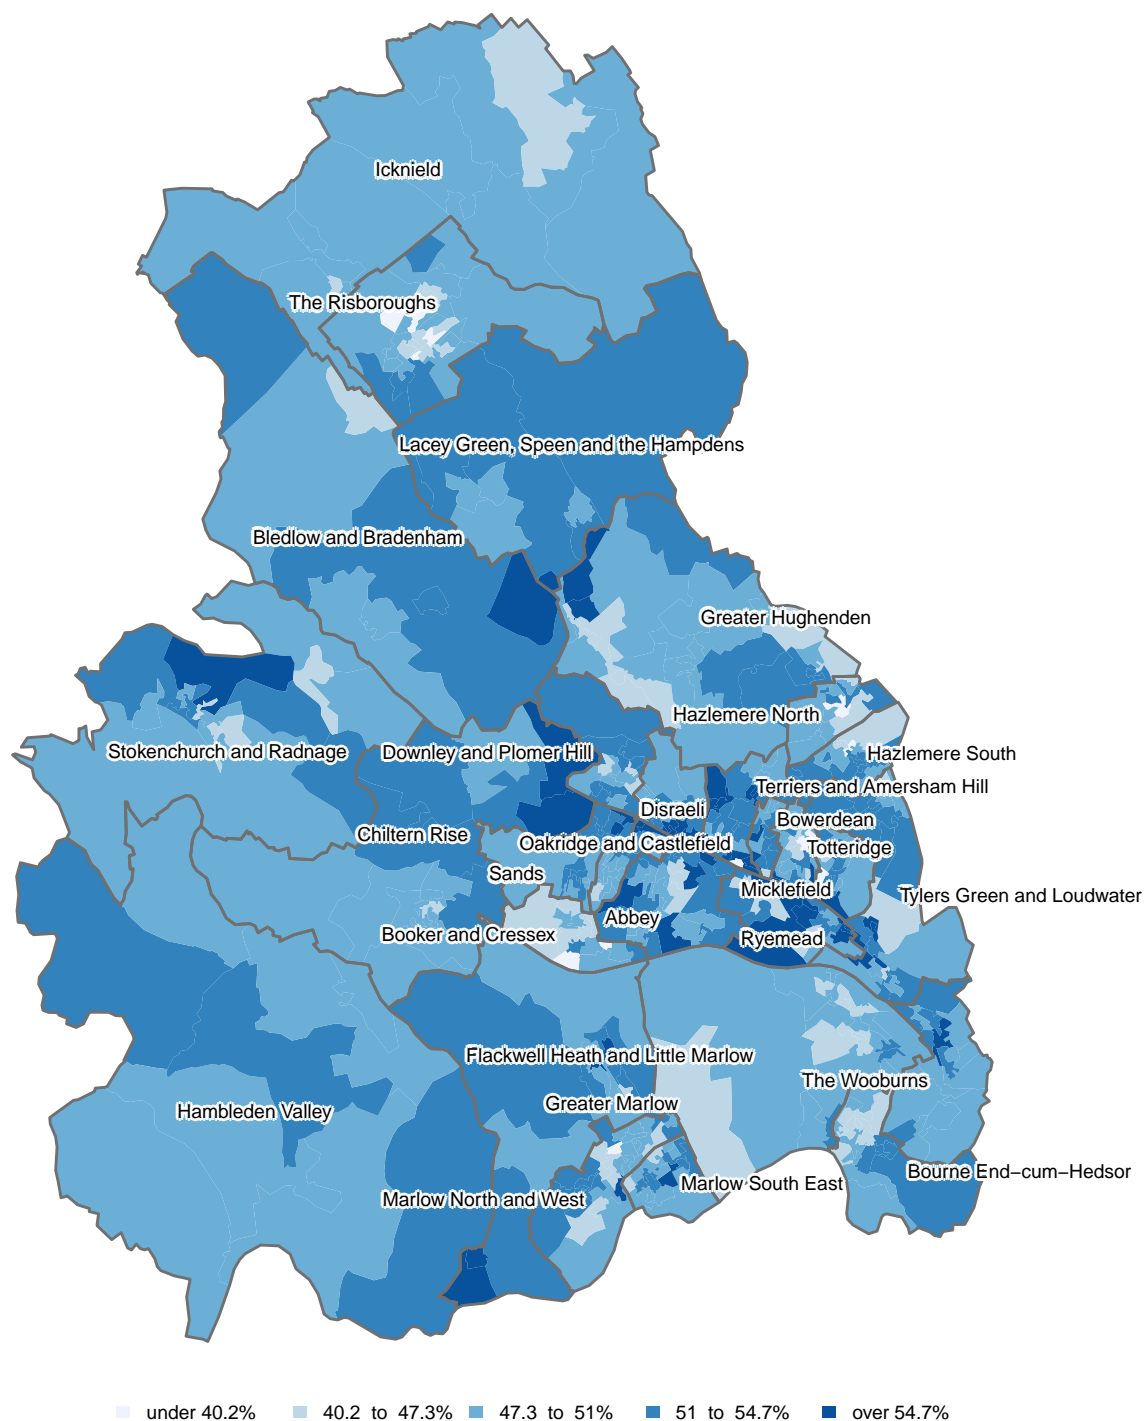 Icknield
The Risboroughs
Lacey Green, Speen and the Hampdens
Bledlow and Bradenham
Greater Hughenden
Hazlemere North
Stokenchurch and Radnage
Downley and Plomer Hill
Hazlemere South
Terriers and Amersham Hill
Disraeli
Bowerdean
Chiltern Rise
Oakridge and Castlefield
Totteridge
Sands
Micklefield
Tylers Green and Loudwater
Abbey
Booker and Cressex
Ryemead
Flackwell Heath and Little Marlow
The Wooburns
Greater Marlow
Hambleden Valley
Bourne End–cum–Hedsor
Marlow South East
Marlow North and West
under 40.2% 40.2 to 47.3% 47.3 to 51% 51 to 54.7% over 54.7%